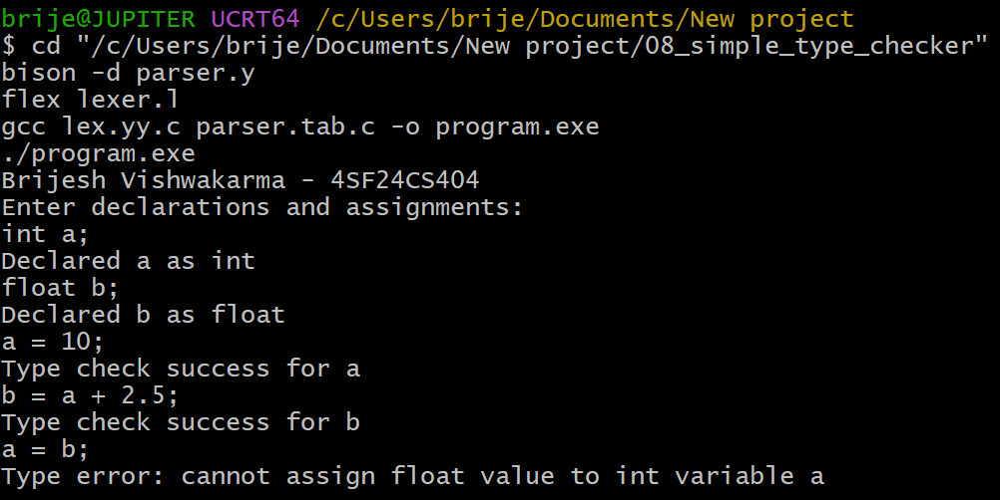 brije@JUPITER UCRT64 /c/Users/brije/Documents/New project
$ cd "/c/Users/brije/Documents/New project/08_simple_type_checker"
bison -d parser.y
flex lexer.l
gcc lex.yy.c parser.tab.c -o program.exe
./program.exe
Brijesh Vishwakarma - 4SF24CS404
Enter declarations and assignments:
int a;
Declared a as int
float b;
Declared b as float
a = 10;
Type check success for a
b = a + 2.5;
Type check success for b
a = b;
Type error: cannot assign float value to int variable a